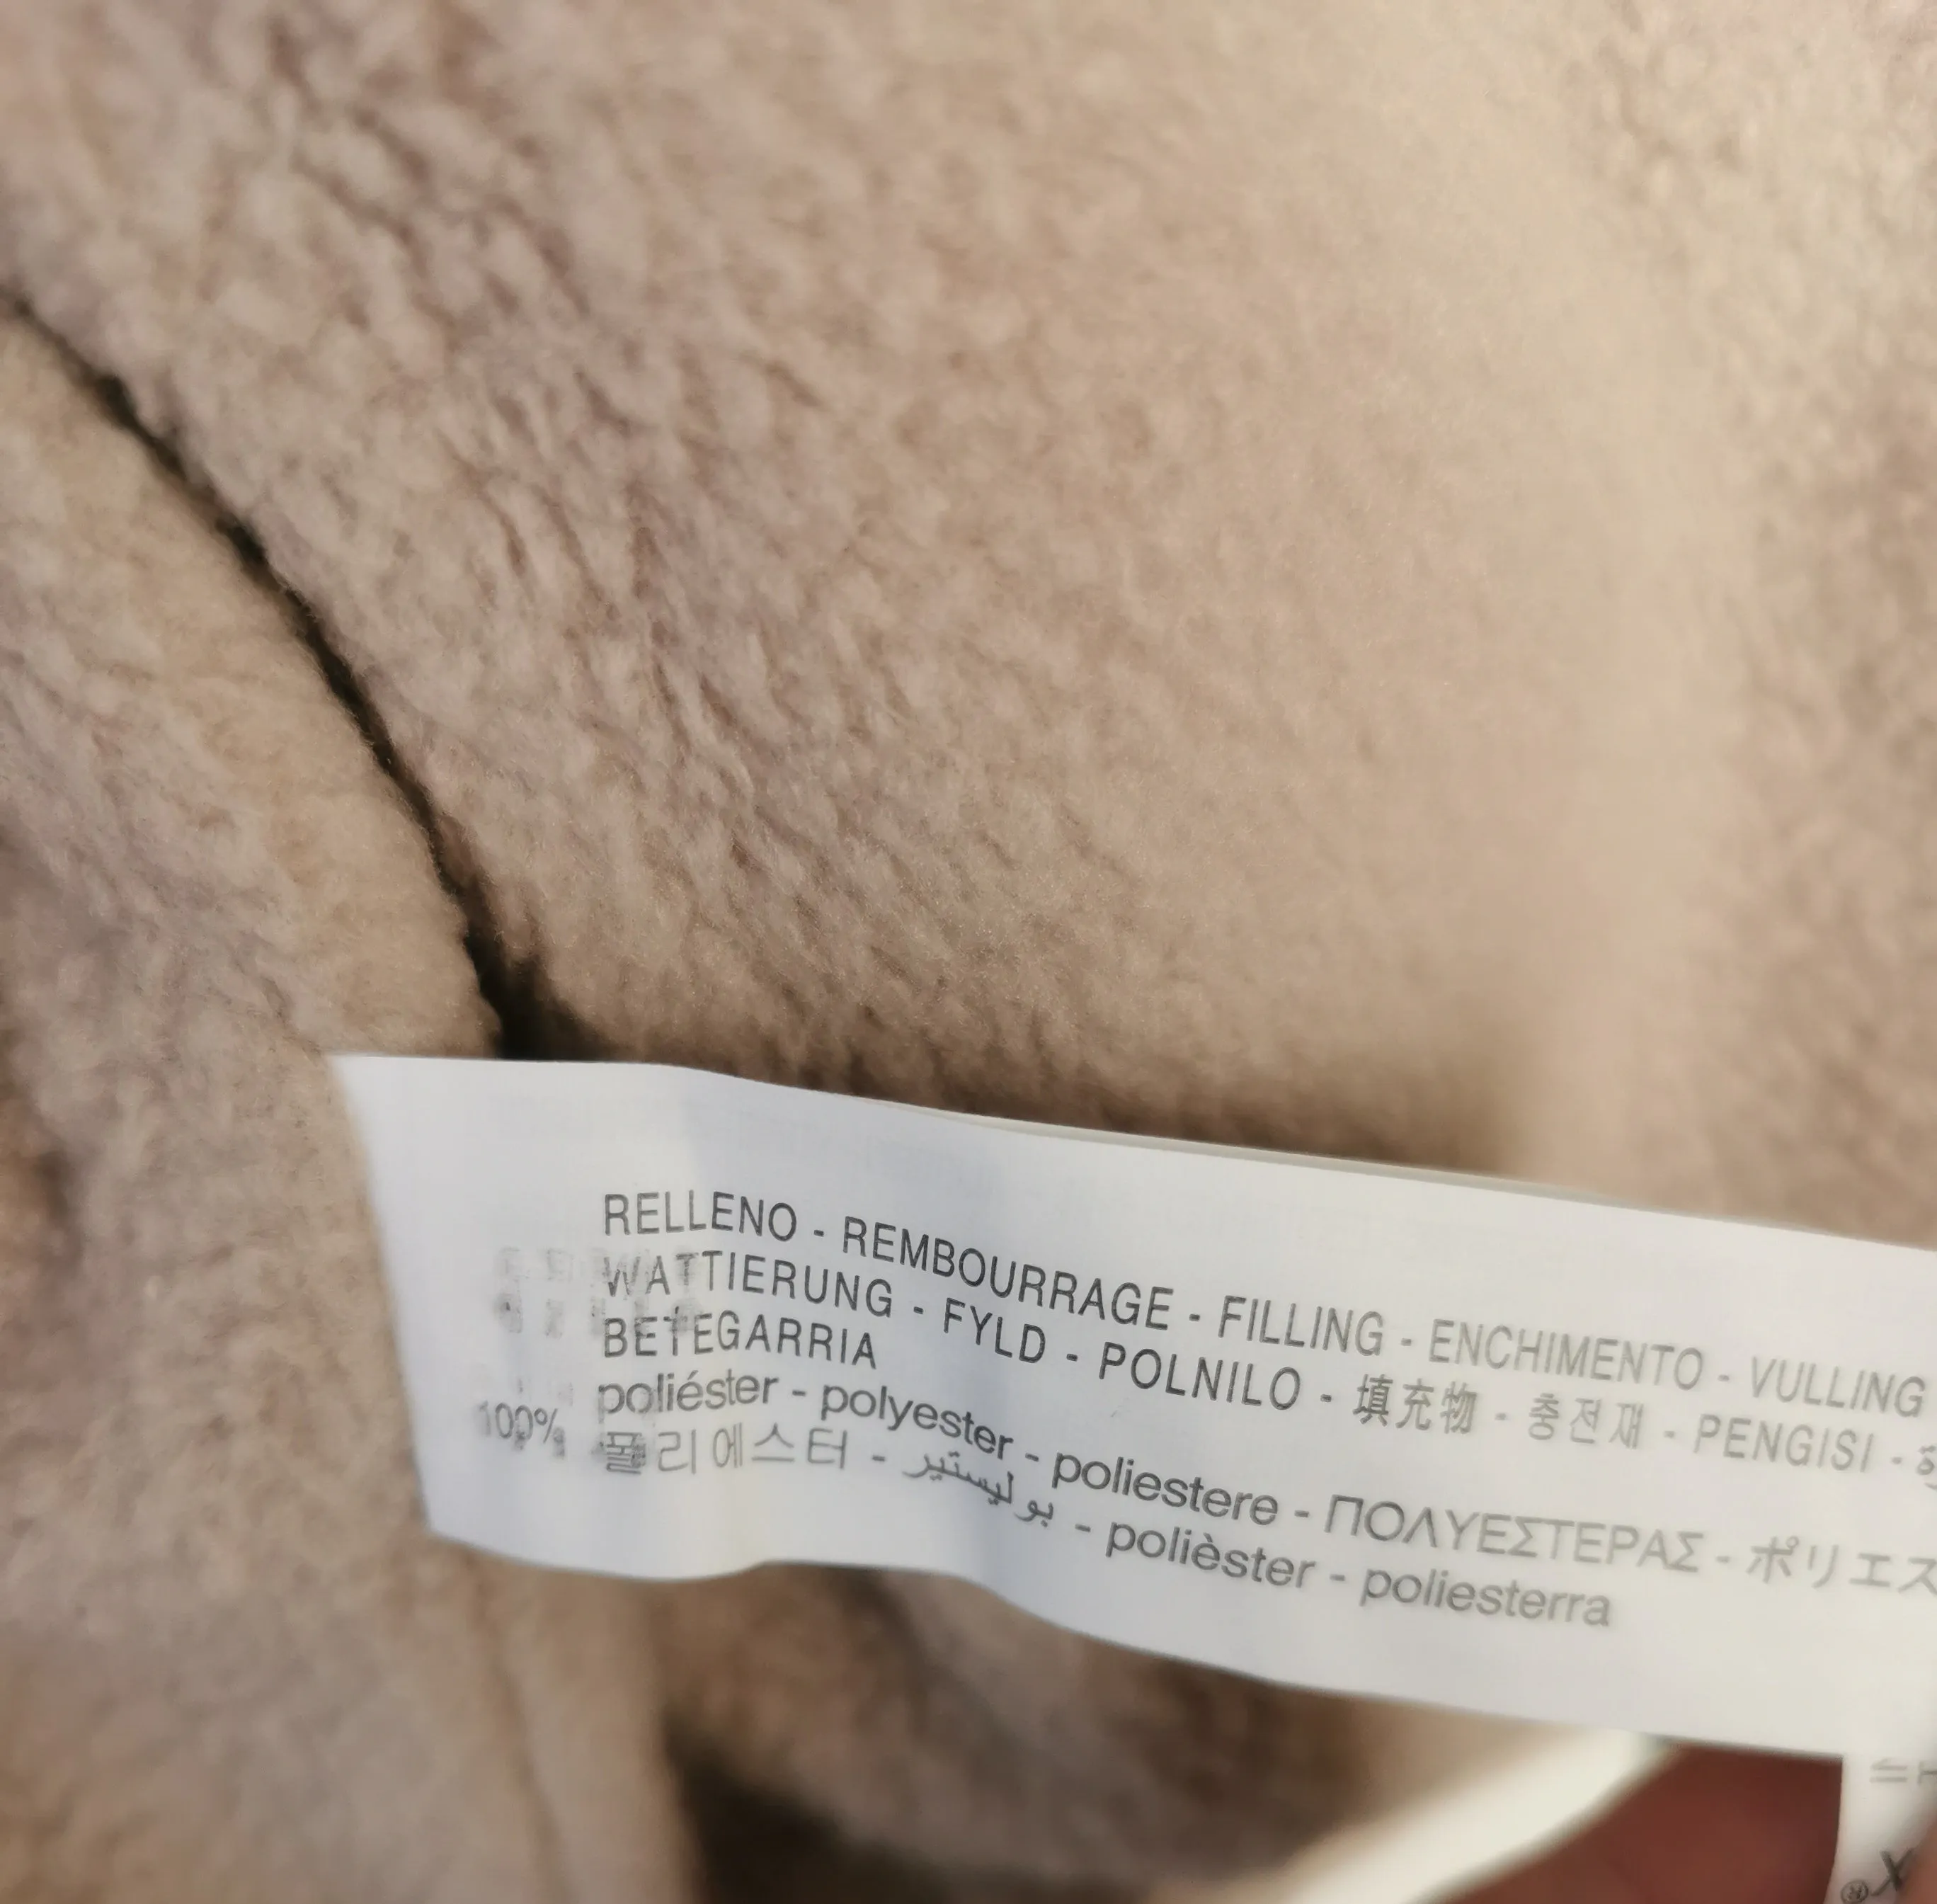 RELLENO - REMBOURRAGE - FILLING - ENCHIMENTO - VULLING
WATTIERUNG - FYLD - POLNILO - 填充物 - 충전재 - PENGISI -
BETEGARRIA
100% poliéster - polyester - poliestere - ΠΟΛΥΕΣΤΕΡΑΣ - ポリエス
폴리에스터 - بوليستير - polièster - poliesterra
X®